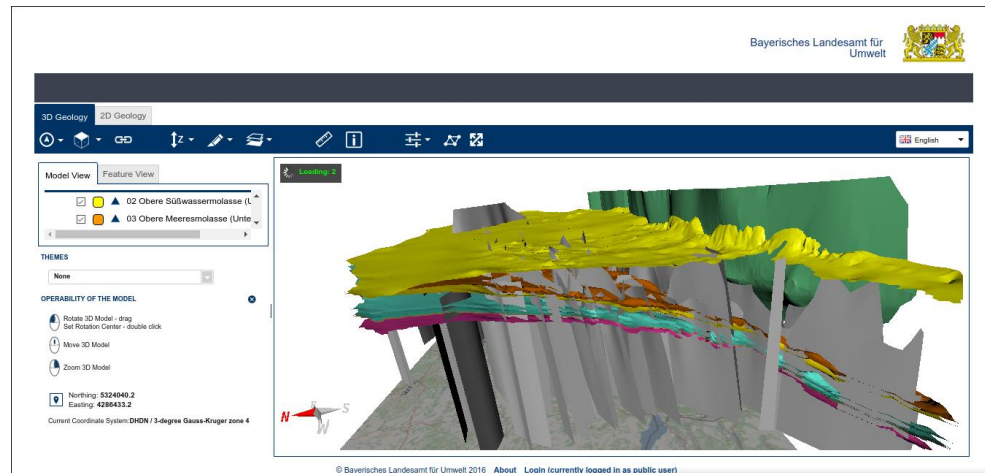 Bayerisches Landesamt für
Umwelt
3D Geology
2D Geology
Z
English
Model View
Feature View
02 Obere Süßwassermolasse (U
03 Obere Meeresmolasse (Unte
THEMES
None
OPERABILITY OF THE MODEL
Rotate 3D Model - drag
Set Rotation Center - double click
Move 3D Model
Zoom 3D Model
Northing: 5324040.2
Easting: 4286433.2
Current Coordinate System:DHDN / 3-degree Gauss-Kruger zone 4
Loading: 2
N
S
W
© Bayerisches Landesamt für Umwelt 2016 About Login (currently logged in as public user)